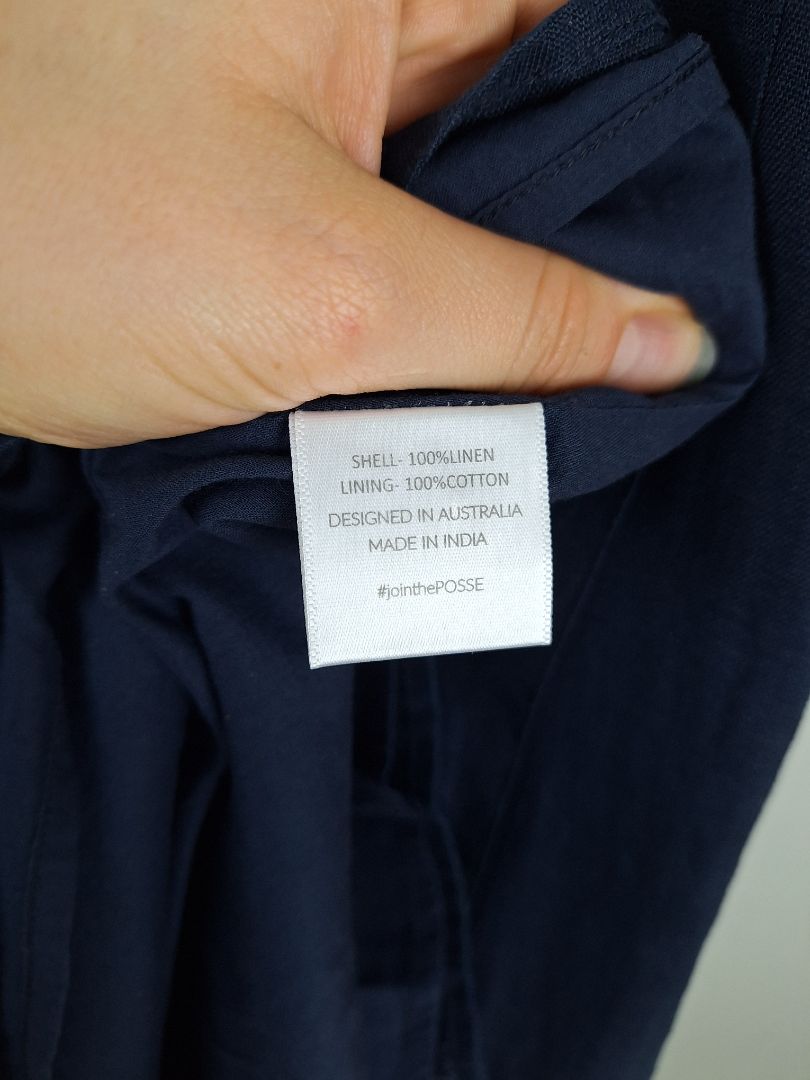 SHELL- 100%LINEN
LINING- 100%COTTON
DESIGNED IN AUSTRALIA
MADE IN INDIA
#jointhePOSSE